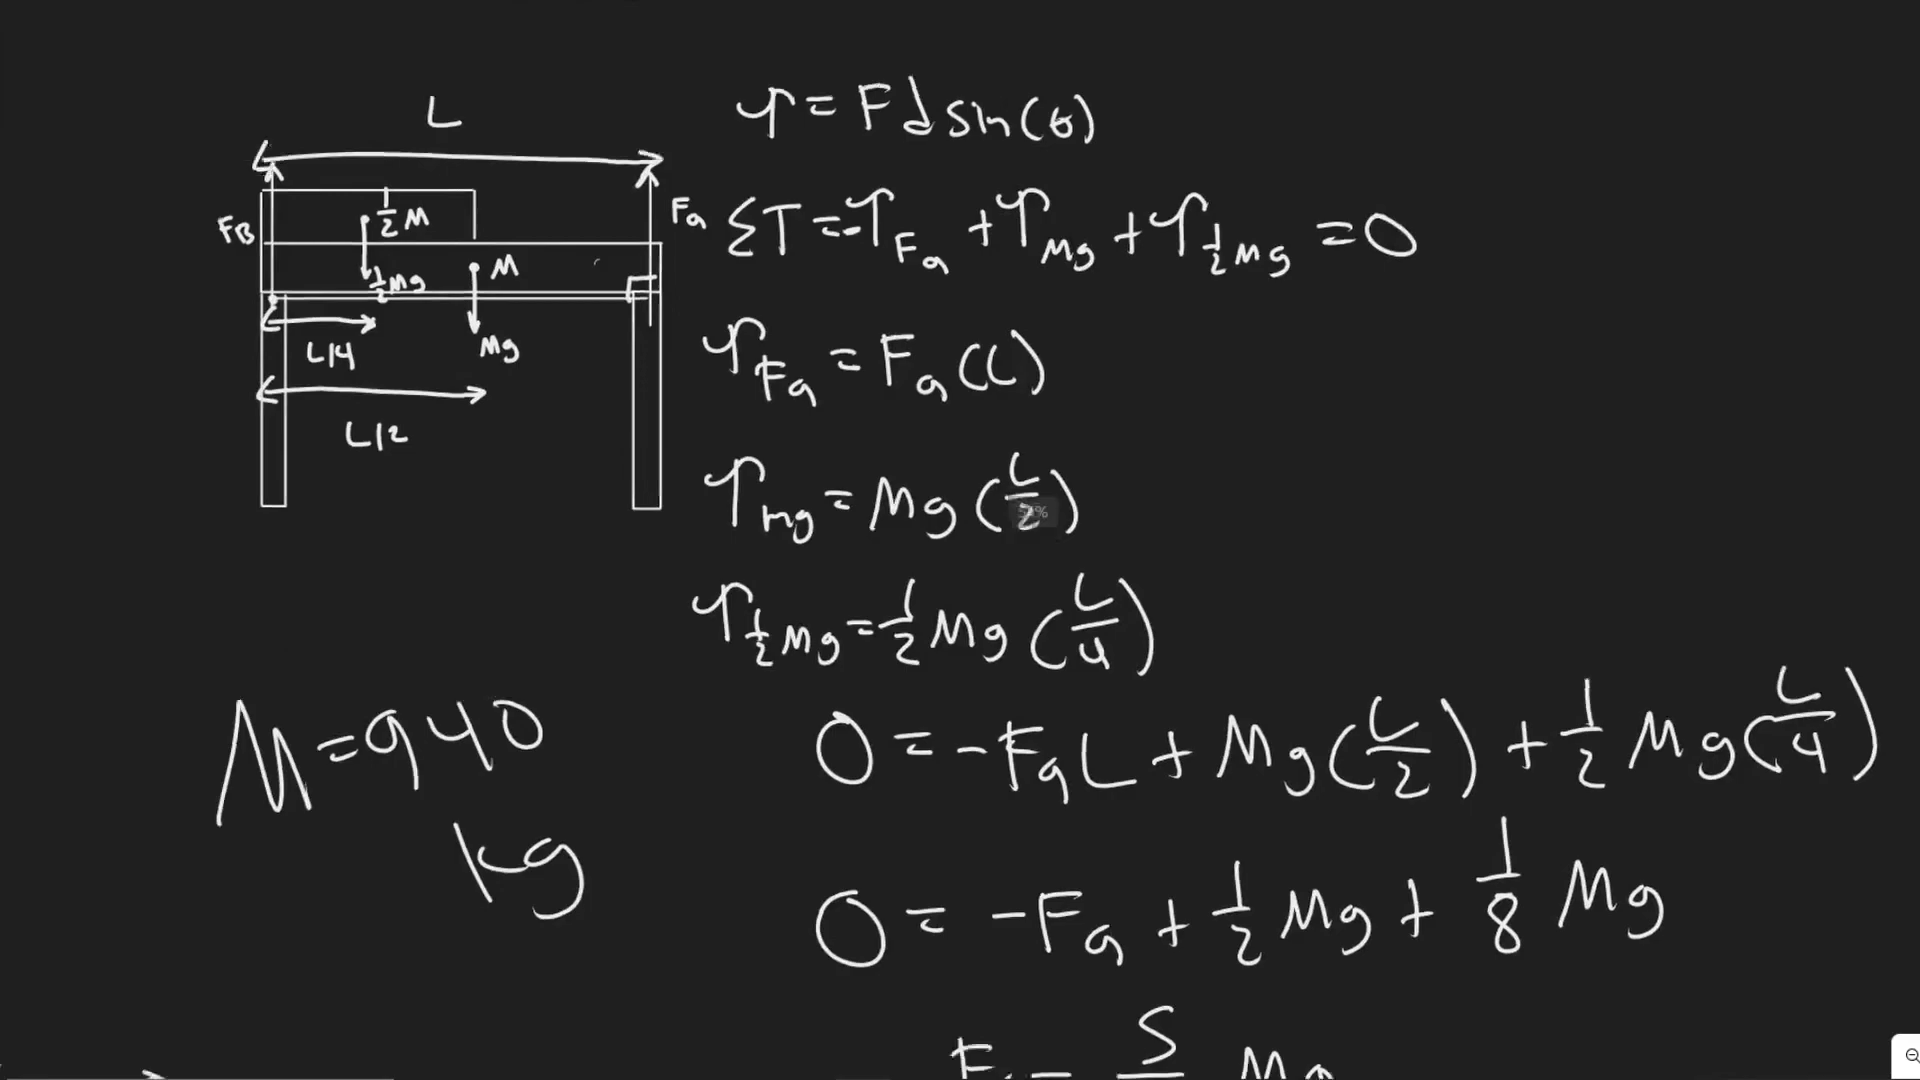 L
τ = Fd sin(θ)
FB
1/2 M
Fa
ΣT = -τFa + τMg + τ1/2Mg = 0
M
1/2 Mg
L/4
Mg
τFa = Fa(L)
L/2
τmg = Mg(L/2)
τ1/2Mg = 1/2 Mg(L/4)
M=940
kg
0 = -FaL + Mg(L/2) + 1/2 Mg(L/4)
0 = -Fa + 1/2 Mg + 1/8 Mg